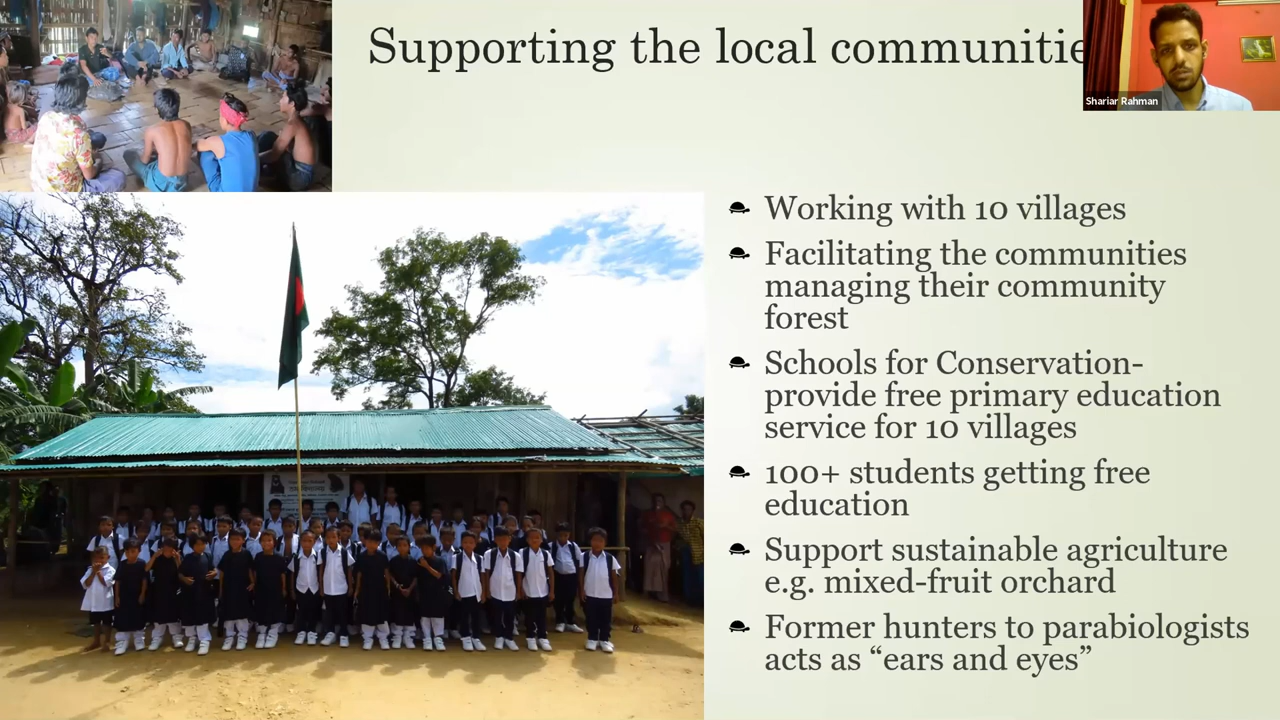 Supporting the local communitie
Shariar Rahman
Working with 10 villages
Facilitating the communities
managing their community
forest
Schools for Conservation-
provide free primary education
service for 10 villages
100+ students getting free
education
Support sustainable agriculture
e.g. mixed-fruit orchard
Former hunters to parabiologists
acts as “ears and eyes”